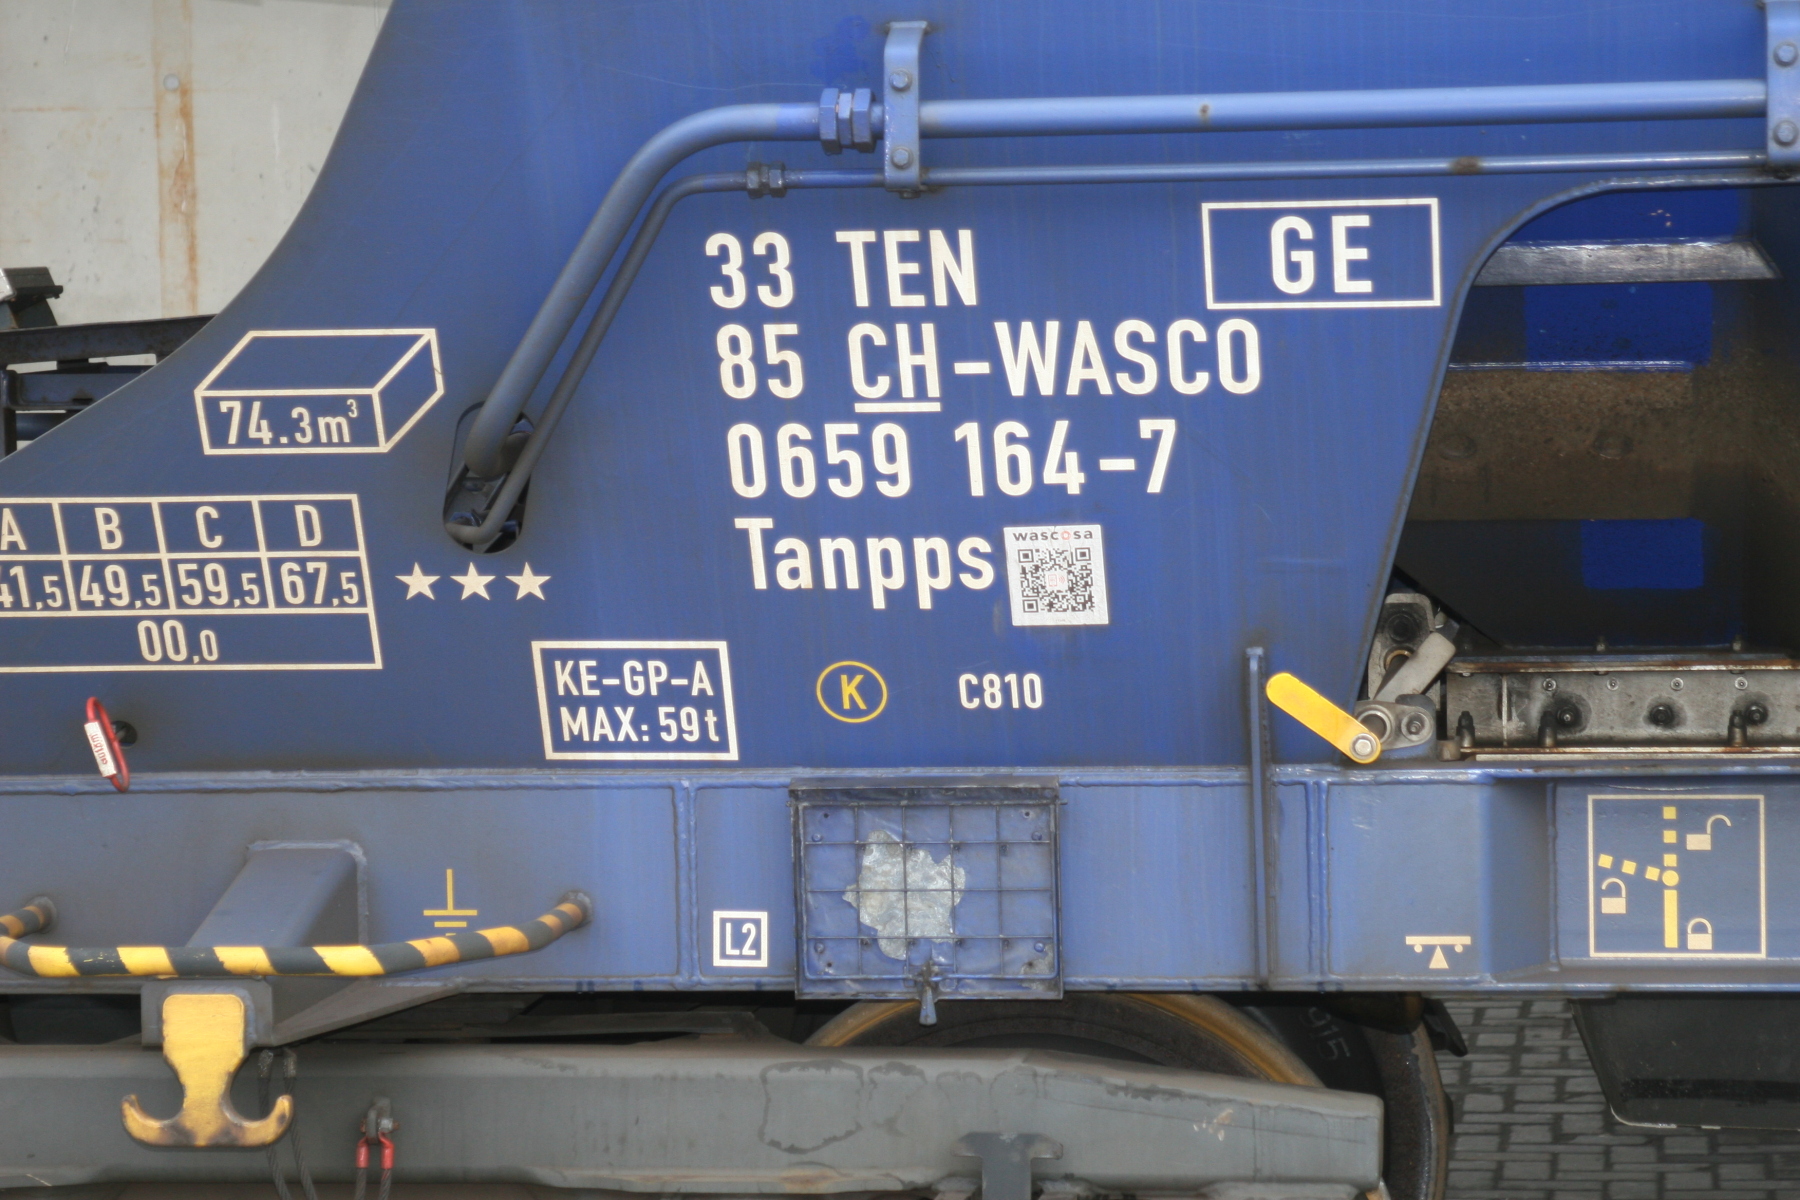 33 TEN
GE
85 CH-WASCO
0659 164-7
Tanpps
wascosa
74.3m³
A B C D
41,5 49,5 59,5 67,5
00,0
★★★
KE-GP-A
MAX: 59t
K
C810
L2
915